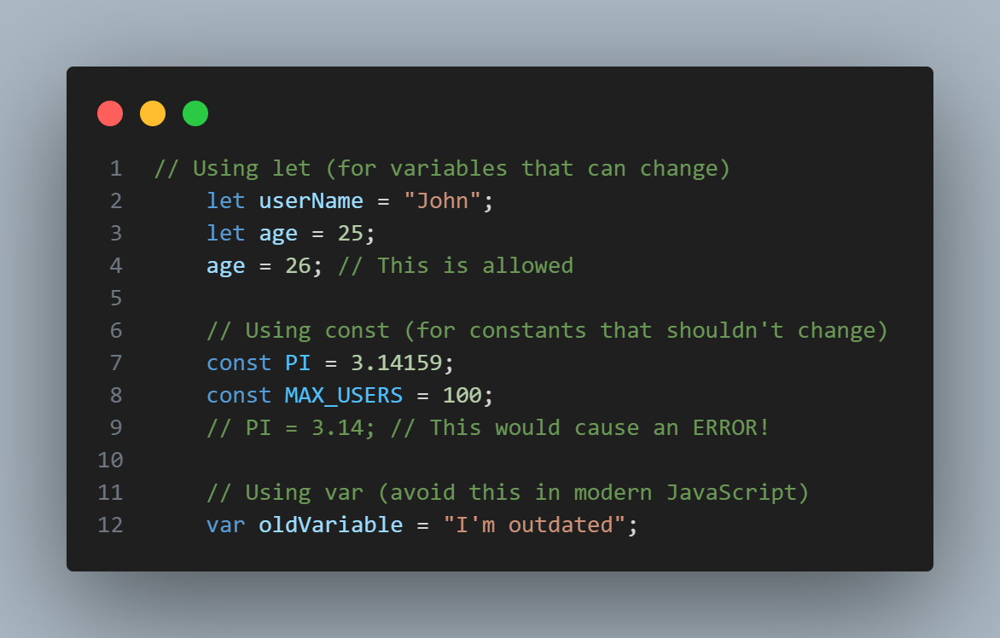 1 // Using let (for variables that can change)
2 let userName = "John";
3 let age = 25;
4 age = 26; // This is allowed
5
6 // Using const (for constants that shouldn't change)
7 const PI = 3.14159;
8 const MAX_USERS = 100;
9 // PI = 3.14; // This would cause an ERROR!
10
11 // Using var (avoid this in modern JavaScript)
12 var oldVariable = "I'm outdated";